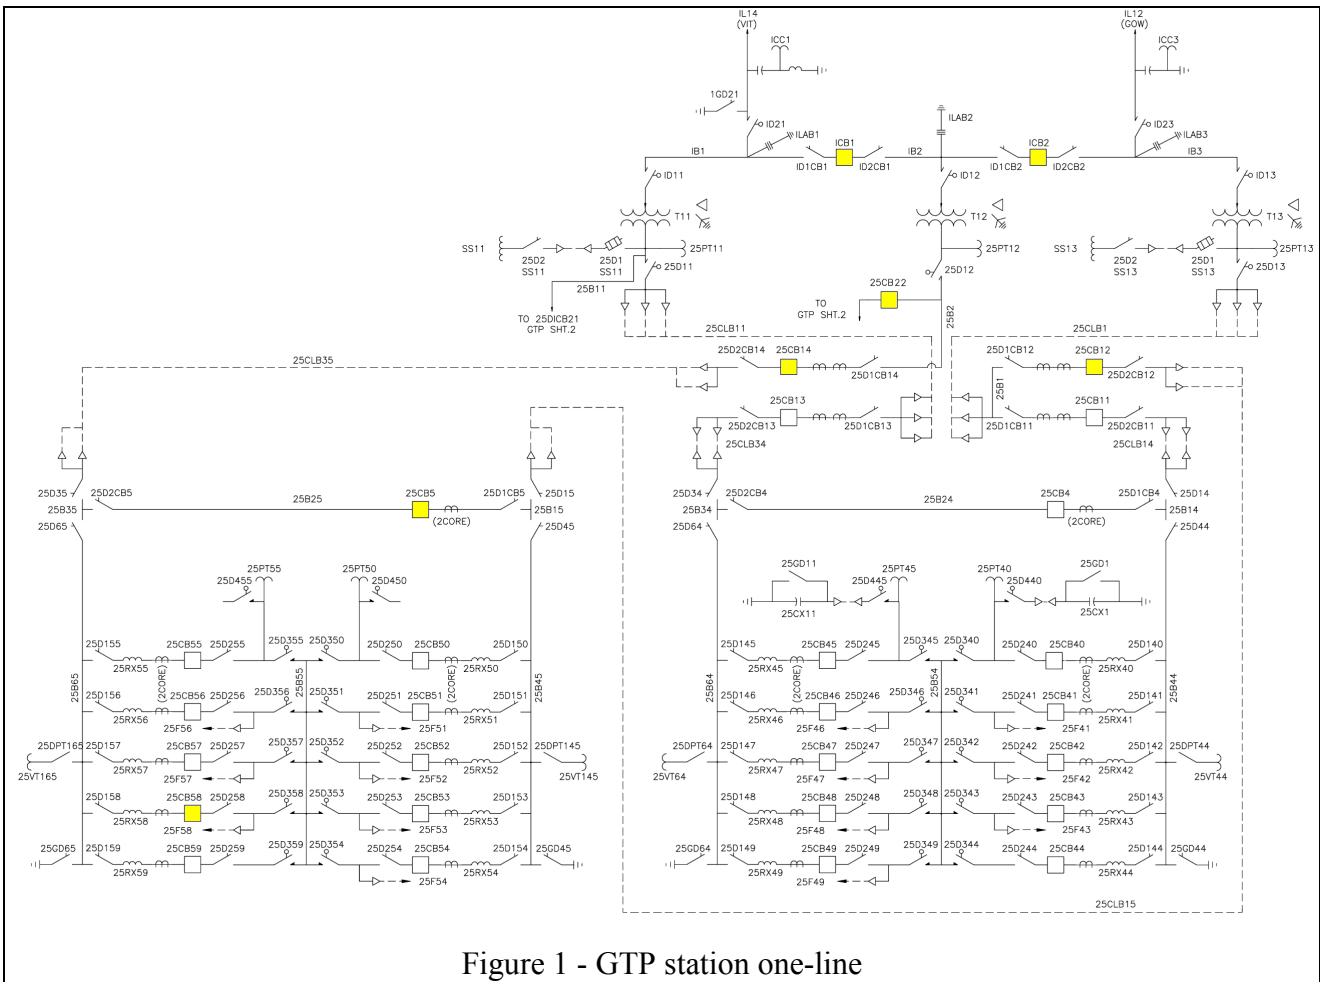 IL14 IL12
(VIT) (GOW)
ICC1 ICC3
1GD21
ID21 ILAB1 ILAB2 ID23 ILAB3
IB1 ICB1 IB2 ICB2 IB3
ID1CB1 ID2CB1 ID1CB2 ID2CB2
ID11 ID12 ID13
T11 T12 T13
SS11 25PT11 25PT12 SS13 25PT13
25D2 25D1 25D11 25D12 25D2 25D1 25D13
SS11 SS11 SS13 SS13
25B11 25CB22
TO 25DICB21 TO 25B2
GTP SHT.2 GTP SHT.2
25CLB11 25CLB1
25CLB35 25D2CB14 25CB14 25D1CB12 25CB12
25D1CB14 25D2CB12
25B1
25CB13 25CB11
25D2CB13 25D1CB13 25D1CB11 25D2CB11
25CLB34 25CLB14
25D35 25D2CB5 25B25 25CB5 25D1CB5 25D15 25D34 25D2CB4 25B24 25CB4 25D1CB4 25D14
25B35 (2CORE) 25B15 25B34 (2CORE) 25B14
25D65 25D45 25D64 25D44
25PT55 25PT50 25GD11 25PT45 25PT40 25GD1
25D455 25D450 25D445 25D440
25CX11 25CX1
25D155 25CB55 25D255 25D355 25D350 25D250 25CB50 25D150 25D145 25CB45 25D245 25D345 25D340 25D240 25CB40 25D140
25RX55 (2CORE) (2CORE) 25RX50 25RX45 (2CORE) (2CORE) 25RX40
25B65 25B55 25B45 25B64 25B54 25B44
25D156 25CB56 25D256 25D356 25D351 25D251 25CB51 25D151 25D146 25CB46 25D246 25D346 25D341 25D241 25CB41 25D141
25RX56 25F56 25F51 25RX51 25RX46 25F46 25F41 25RX41
25DPT165 25D157 25CB57 25D257 25D357 25D352 25D252 25CB52 25D152 25DPT145 25DPT64 25D147 25CB47 25D247 25D347 25D342 25D242 25CB42 25D142 25DPT44
25VT165 25RX57 25F57 25F52 25RX52 25VT145 25VT64 25RX47 25F47 25F42 25RX42 25VT44
25D158 25CB58 25D258 25D358 25D353 25D253 25CB53 25D153 25D148 25CB48 25D248 25D348 25D343 25D243 25CB43 25D143
25RX58 25F58 25F53 25RX53 25RX48 25F48 25F43 25RX43
25GD65 25D159 25CB59 25D259 25D359 25D354 25D254 25CB54 25D154 25GD45 25GD64 25D149 25CB49 25D249 25D349 25D344 25D244 25CB44 25D144 25GD44
25RX59 25F54 25RX54 25RX49 25F49 25RX44
25CLB15
Figure 1 - GTP station one-line